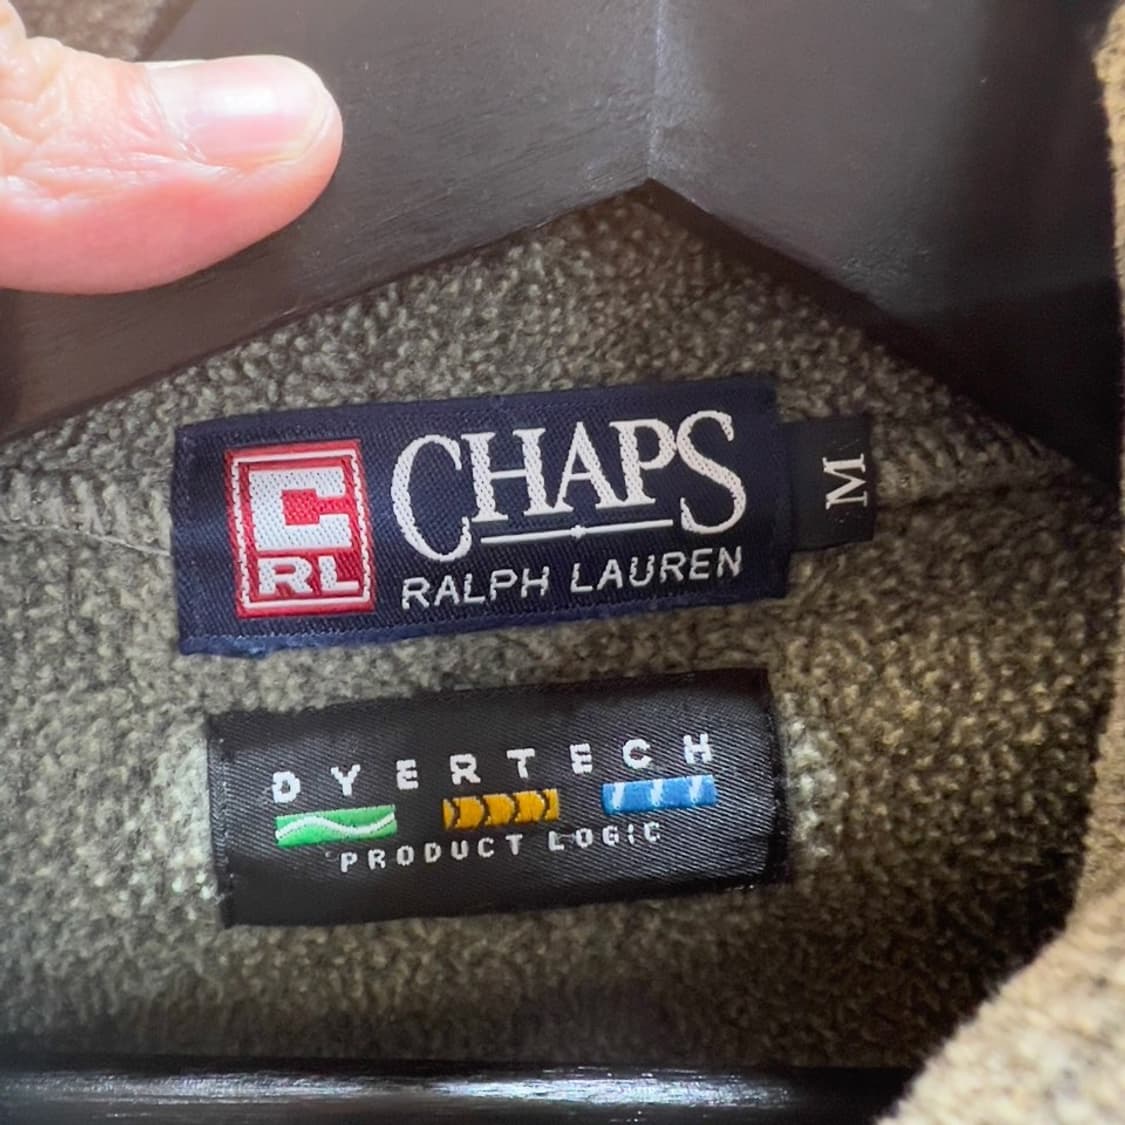 C
RL
CHAPS
RALPH LAUREN
M
DYERTECH
PRODUCT LOGIC